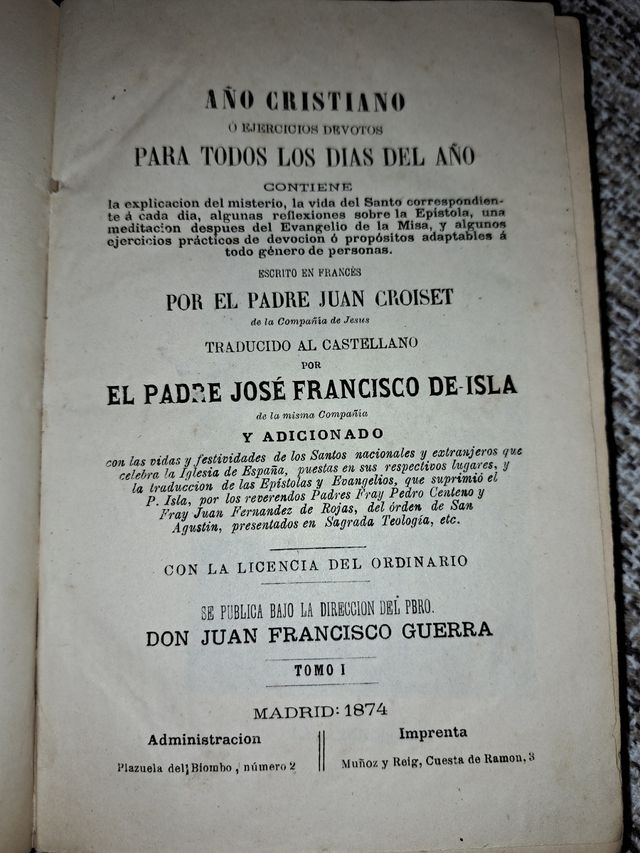 AÑO CRISTIANO
Ó EJERCICIOS DEVOTOS
PARA TODOS LOS DIAS DEL AÑO
CONTIENE
la explicacion del misterio, la vida del Santo correspondien-
te á cada dia, algunas reflexiones sobre la Epístola, una
meditacion despues del Evangelio de la Misa, y algunos
ejercicios prácticos de devocion ó propósitos adaptables á
todo género de personas.
ESCRITO EN FRANCÉS
POR EL PADRE JUAN CROISET
de la Compañia de Jesus
TRADUCIDO AL CASTELLANO
POR
EL PADRE JOSÉ FRANCISCO DE-ISLA
de la misma Compañia
Y ADICIONADO
con las vidas y festividades de los Santos nacionales y extranjeros que
celebra la Iglesia de España, puestas en sus respectivos lugares, y
la traduccion de las Epístolas y Evangelios, que suprimió el
P. Isla, por los reverendos Padres Fray Pedro Centeno y
Fray Juan Fernandez de Rojas, del órden de San
Agustin, presentados en Sagrada Teología, etc.
CON LA LICENCIA DEL ORDINARIO
SE PUBLICA BAJO LA DIRECCION DEL PBRO.
DON JUAN FRANCISCO GUERRA
TOMO I
MADRID: 1874
Administracion
Plazuela del Biombo, número 2
Imprenta
Muñoz y Reig, Cuesta de Ramon, 3